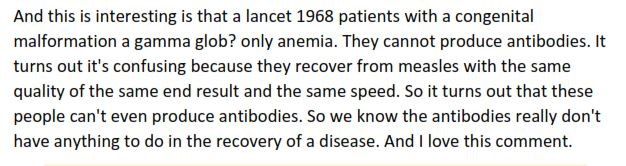 And this is interesting is that a lancet 1968 patients with a congenital
malformation a gamma glob? only anemia. They cannot produce antibodies. It
turns out it's confusing because they recover from measles with the same
quality of the same end result and the same speed. So it turns out that these
people can't even produce antibodies. So we know the antibodies really don't
have anything to do in the recovery of a disease. And I love this comment.